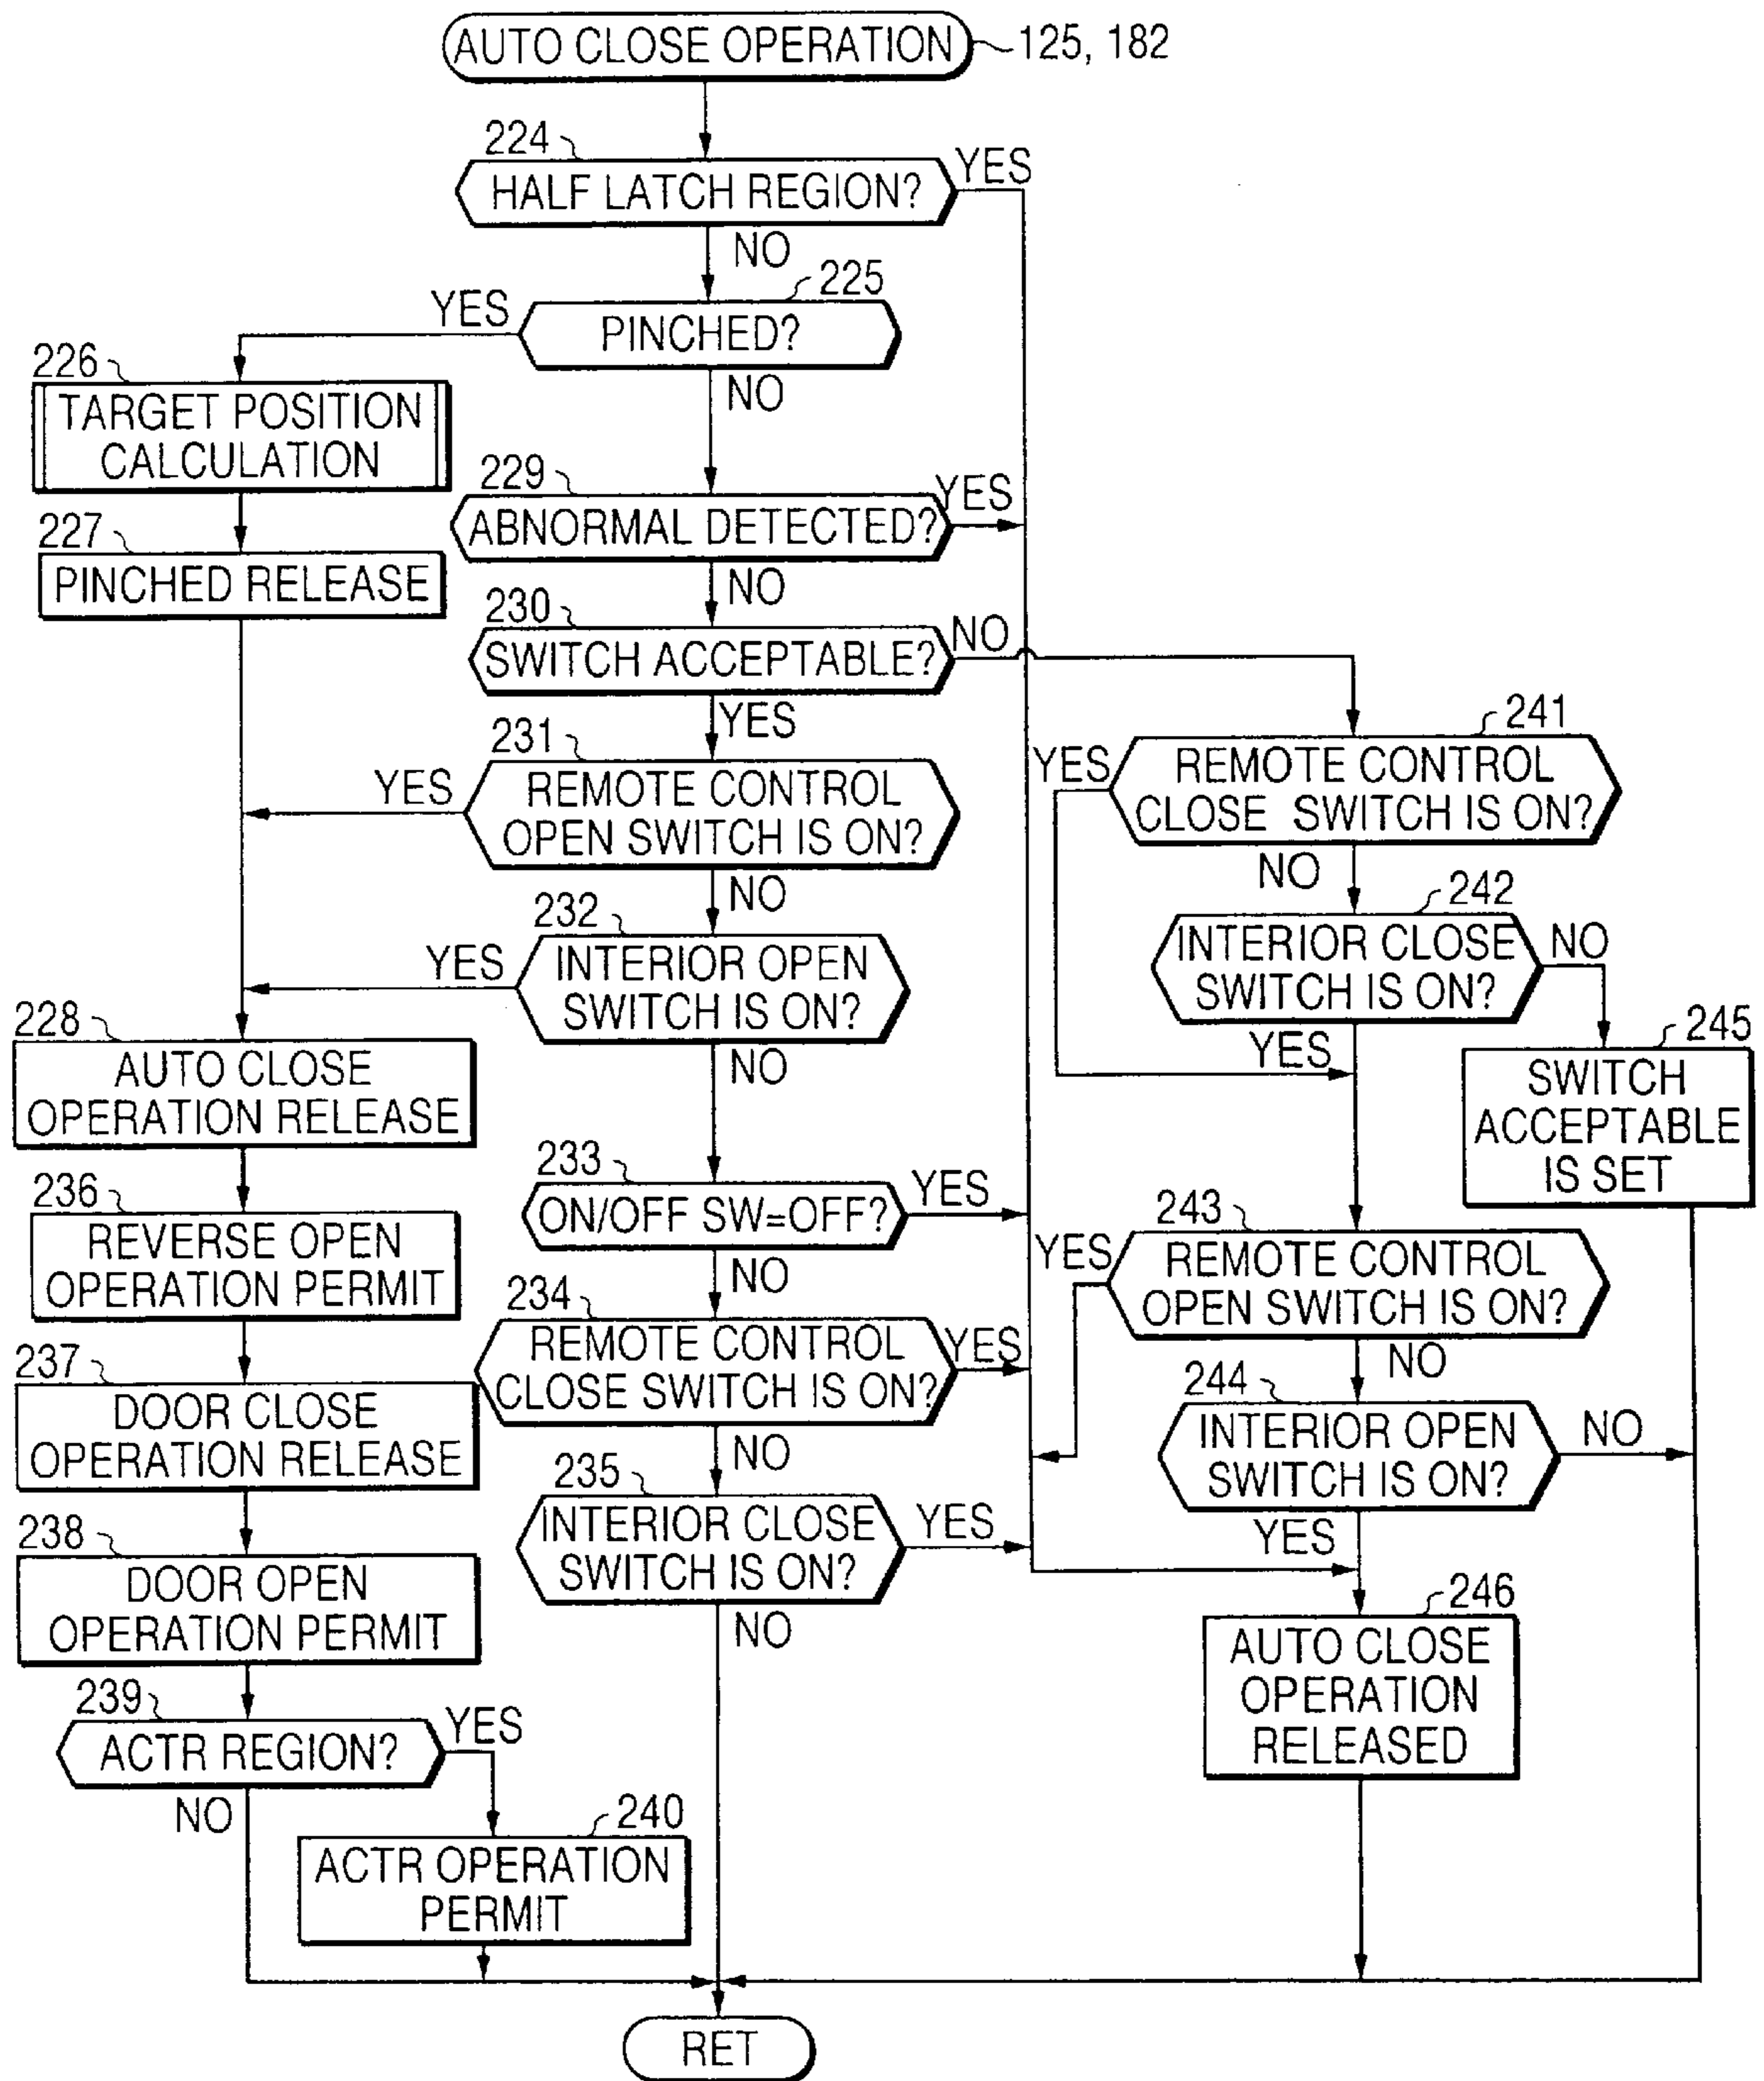 AUTO CLOSE OPERATION
125, 182
224
HALF LATCH REGION?
YES
NO
225
PINCHED?
YES
NO
226
TARGET POSITION
CALCULATION
227
PINCHED RELEASE
229
ABNORMAL DETECTED?
YES
NO
230
SWITCH ACCEPTABLE?
NO
YES
231
REMOTE CONTROL
OPEN SWITCH IS ON?
YES
NO
232
INTERIOR OPEN
SWITCH IS ON?
YES
NO
228
AUTO CLOSE
OPERATION RELEASE
236
REVERSE OPEN
OPERATION PERMIT
237
DOOR CLOSE
OPERATION RELEASE
238
DOOR OPEN
OPERATION PERMIT
239
ACTR REGION?
YES
NO
240
ACTR OPERATION
PERMIT
233
ON/OFF SW=OFF?
YES
NO
234
REMOTE CONTROL
CLOSE SWITCH IS ON?
YES
NO
235
INTERIOR CLOSE
SWITCH IS ON?
YES
NO
241
REMOTE CONTROL
CLOSE SWITCH IS ON?
YES
NO
242
INTERIOR CLOSE
SWITCH IS ON?
NO
YES
245
SWITCH
ACCEPTABLE
IS SET
243
REMOTE CONTROL
OPEN SWITCH IS ON?
YES
NO
244
INTERIOR OPEN
SWITCH IS ON?
NO
YES
246
AUTO CLOSE
OPERATION
RELEASED
RET